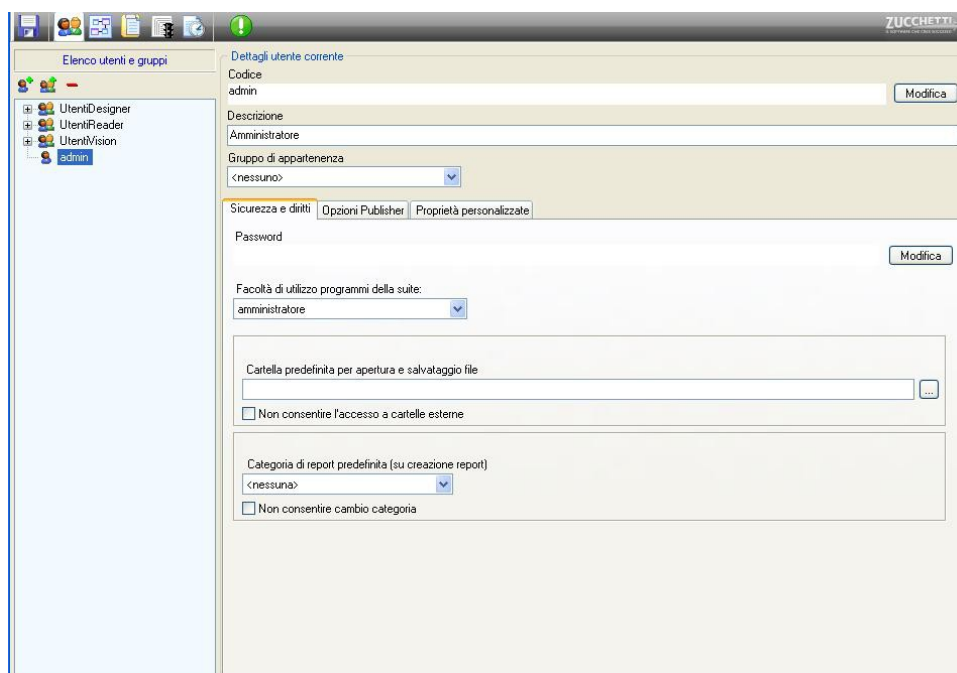 ZUCCHETTI
Elenco utenti e gruppi
UtentiDesigner
UtentiReader
UtentiVision
admin
Dettagli utente corrente
Codice
admin
Modifica
Descrizione
Amministratore
Gruppo di appartenenza
<nessuno>
Sicurezza e diritti
Opzioni Publisher
Proprietà personalizzate
Password
Modifica
Facoltà di utilizzo programmi della suite:
amministratore
Cartella predefinita per apertura e salvataggio file
...
Non consentire l'accesso a cartelle esterne
Categoria di report predefinita (su creazione report)
<nessuna>
Non consentire cambio categoria